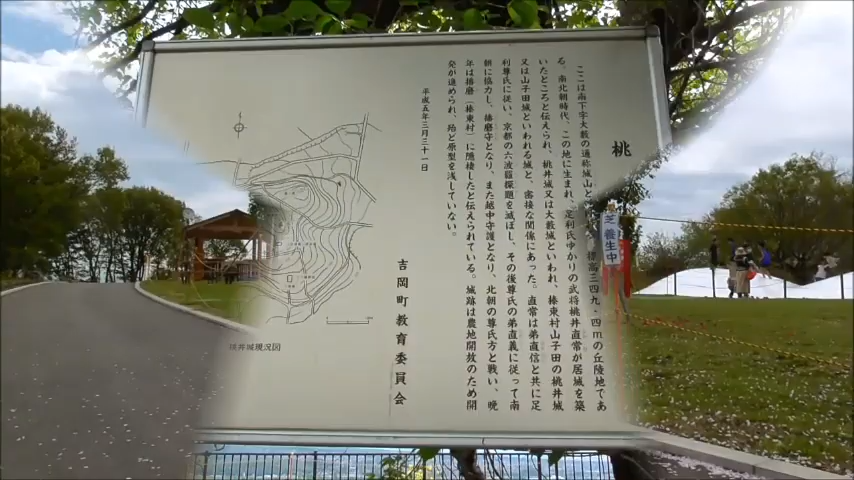 桃
ここは南下字大藪の通称城山と 標高二四九・四mの丘陵地であ
る。南北朝時代、この地に生まれ、足利氏ゆかりの武将桃井直常が居城を築
いたところと伝えられ、桃井城又は大藪城といわれ、榛東村山子田の桃井城
又は山子田城といわれる城と、密接な関係にあった。直常は弟直信と共に足
利尊氏に従い、京都の六波羅探題を滅ぼし、その後尊氏の弟直義に従って南
朝に協力し、播磨守となり、また越中守護となり、北朝の尊氏方と戦い、晩
年は播磨（榛東村）に隠棲したと伝えられている。城跡は農地開放のため開
発が進められ、殆ど原型を残していない。
平成五年三月三十一日
吉岡町教育委員会
桃井城概況図
芝養生中